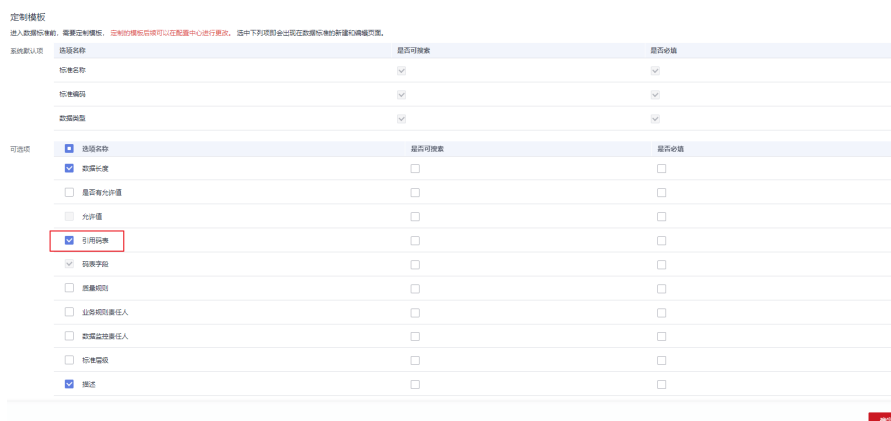 定制模板
进入数据标准前，需要定制模板， 定制的模板后续可以在配置中心进行更改。 选中下列项即会出现在数据标准的新建和编辑页面。
系统默认项 选项名称 是否可搜索 是否必填
标准名称
标准编码
数据类型
可选项 选项名称 是否可搜索 是否必填
数据长度
是否有允许值
允许值
引用码表
码表字段
质量规则
业务规则责任人
数据监控责任人
标准层级
描述